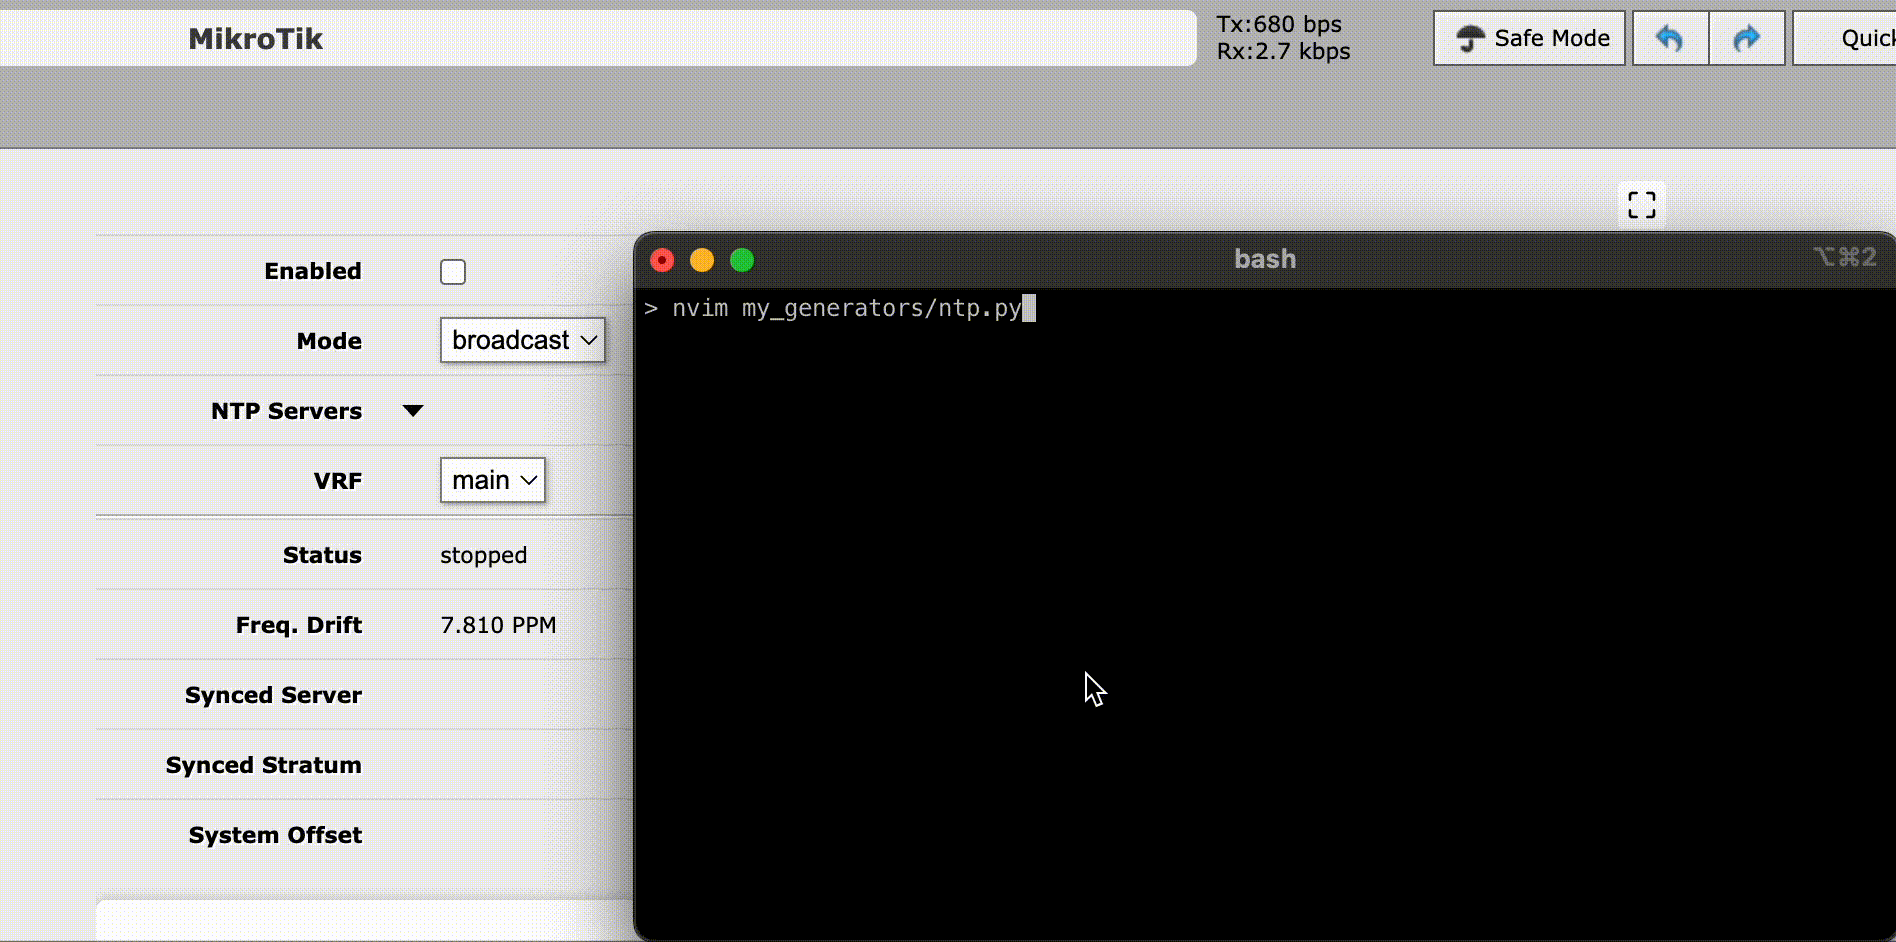 MikroTik
Tx:680 bps
Rx:2.7 kbps
Safe Mode
Quick
Enabled
Mode broadcast
NTP Servers
VRF main
Status stopped
Freq. Drift 7.810 PPM
Synced Server
Synced Stratum
System Offset
bash
⌥⌘2
> nvim my_generators/ntp.py